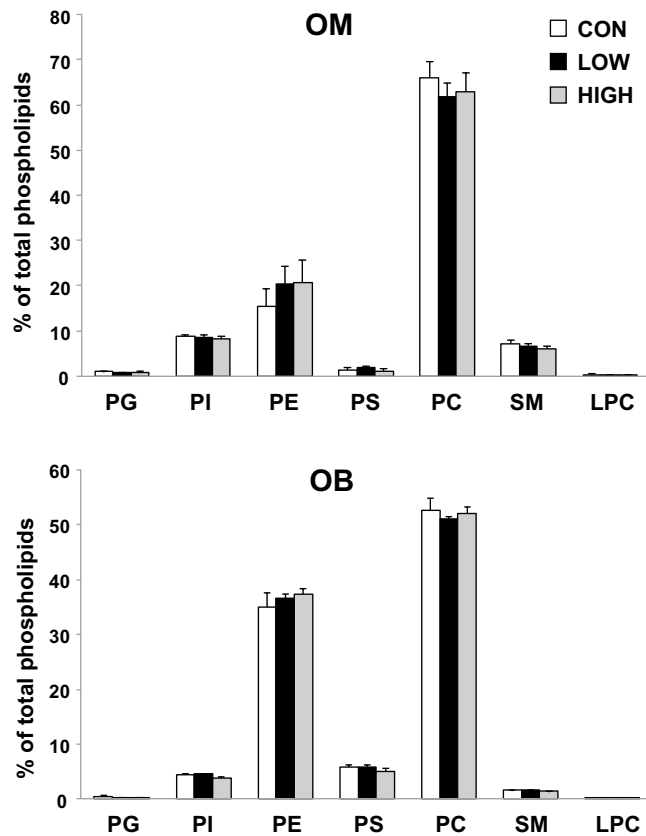 OM
CON
LOW
HIGH
% of total phospholipids
80
70
60
50
40
30
20
10
0
PG PI PE PS PC SM LPC
OB
% of total phospholipids
60
50
40
30
20
10
0
PG PI PE PS PC SM LPC